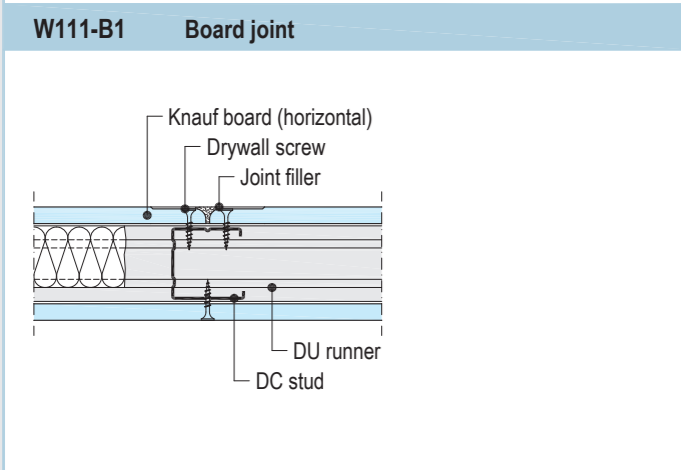 W111-B1 Board joint
Knauf board (horizontal)
Drywall screw
Joint filler
DU runner
DC stud